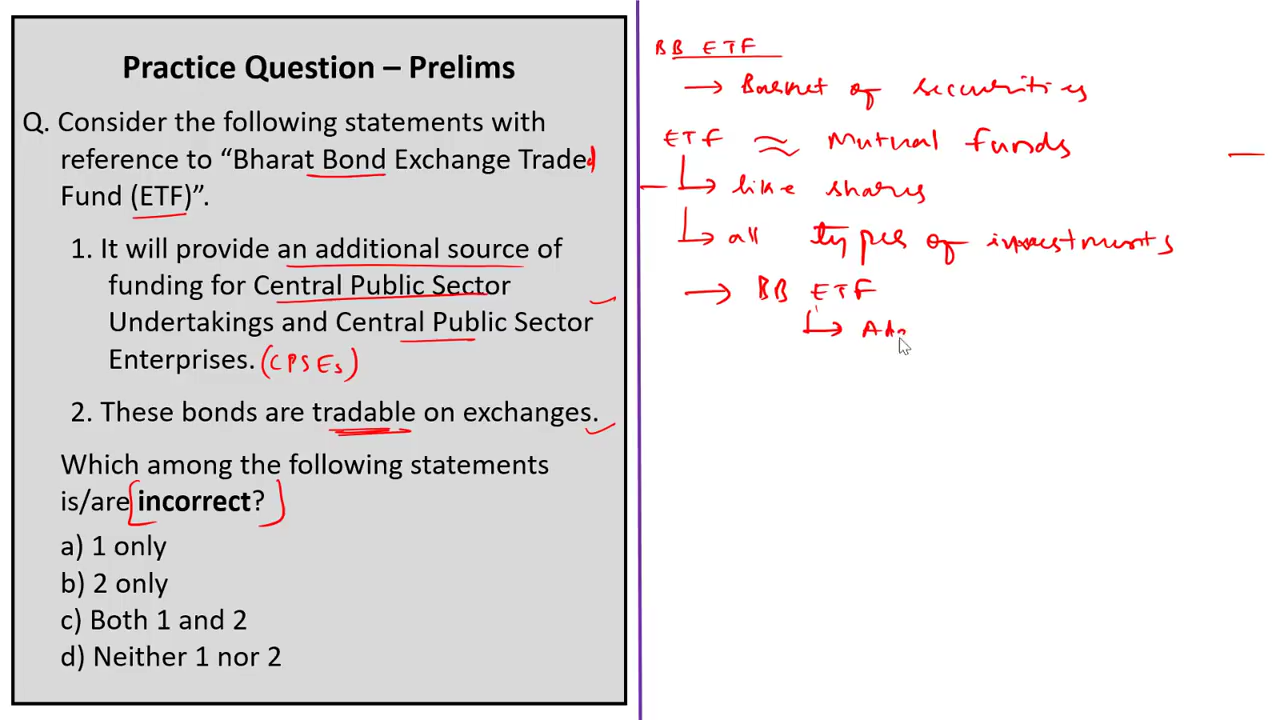 Practice Question – Prelims
Q. Consider the following statements with
reference to “Bharat Bond Exchange Traded
Fund (ETF)”.
1. It will provide an additional source of
funding for Central Public Sector
Undertakings and Central Public Sector
Enterprises. (CPSEs)
2. These bonds are tradable on exchanges.
Which among the following statements
is/are [incorrect?]
a) 1 only
b) 2 only
c) Both 1 and 2
d) Neither 1 nor 2
BB ETF
→ Basket of securities
ETF ≈ Mutual funds
→ like shares
→ all types of investments
→ BB ETF